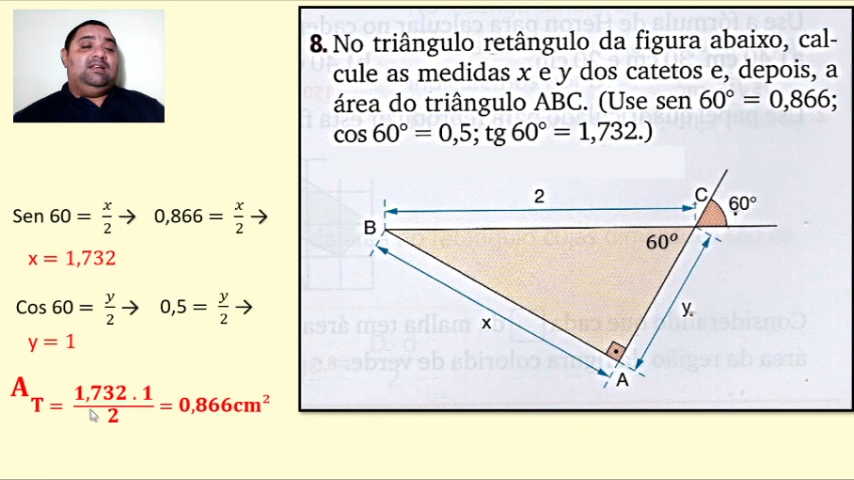 8. No triângulo retângulo da figura abaixo, cal-
cule as medidas x e y dos catetos e, depois, a
área do triângulo ABC. (Use sen 60° = 0,866;
cos 60° = 0,5; tg 60° = 1,732.)
2
C
60°
B
60º
x
y
A
Sen 60 = x/2 → 0,866 = x/2 →
x = 1,732
Cos 60 = y/2 → 0,5 = y/2 →
y = 1
A_T = 1,732 . 1 / 2 = 0,866cm²